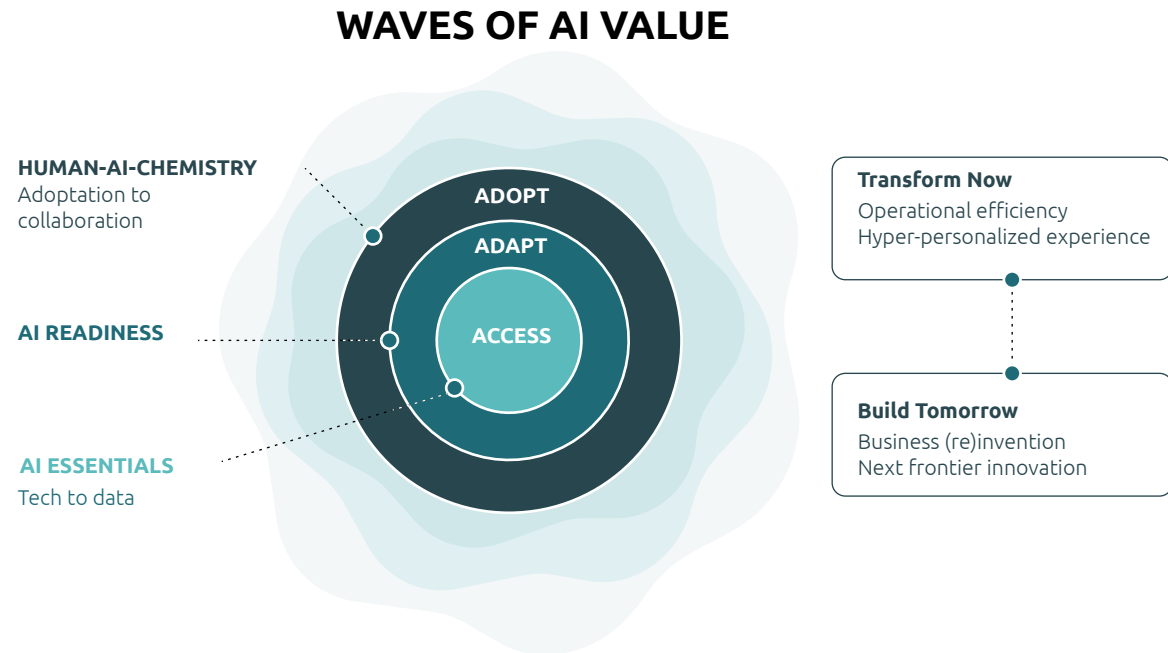 WAVES OF AI VALUE
HUMAN-AI-CHEMISTRY
Adoptation to
collaboration
AI READINESS
AI ESSENTIALS
Tech to data
ADOPT
ADAPT
ACCESS
Transform Now
Operational efficiency
Hyper-personalized experience
Build Tomorrow
Business (re)invention
Next frontier innovation